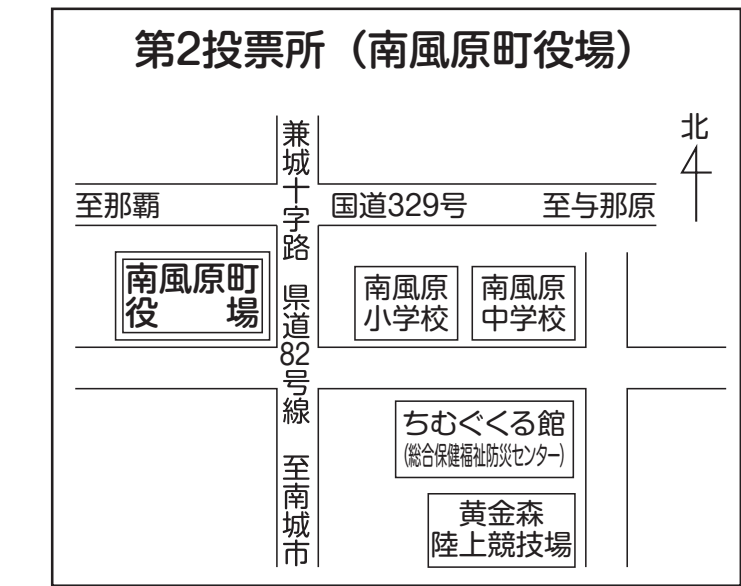 第2投票所（南風原町役場）
北
兼城十字路
至那覇
国道329号
至与那原
南風原町
役　場
南風原
小学校
南風原
中学校
県道82号線
ちむぐくる館
(総合保健福祉防災センター)
至南城市
黄金森
陸上競技場